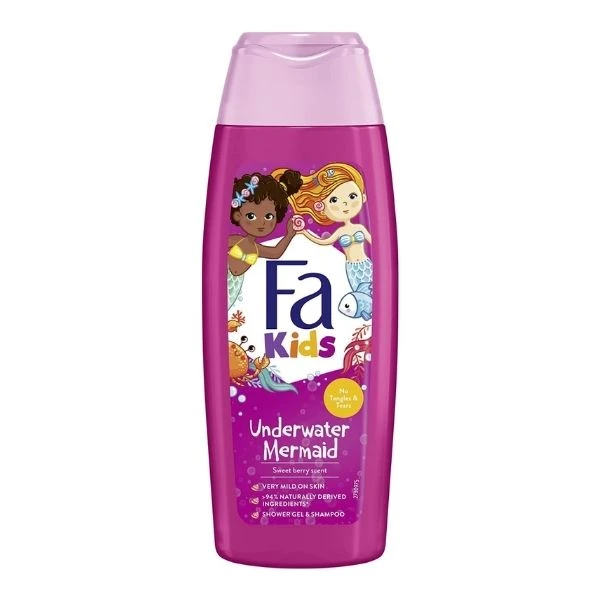 Fa
Kids
No
Tangles &
Tears
Underwater
Mermaid
Sweet berry scent
VERY MILD ON SKIN
>94% NATURALLY DERIVED
INGREDIENTS*
SHOWER GEL & SHAMPOO